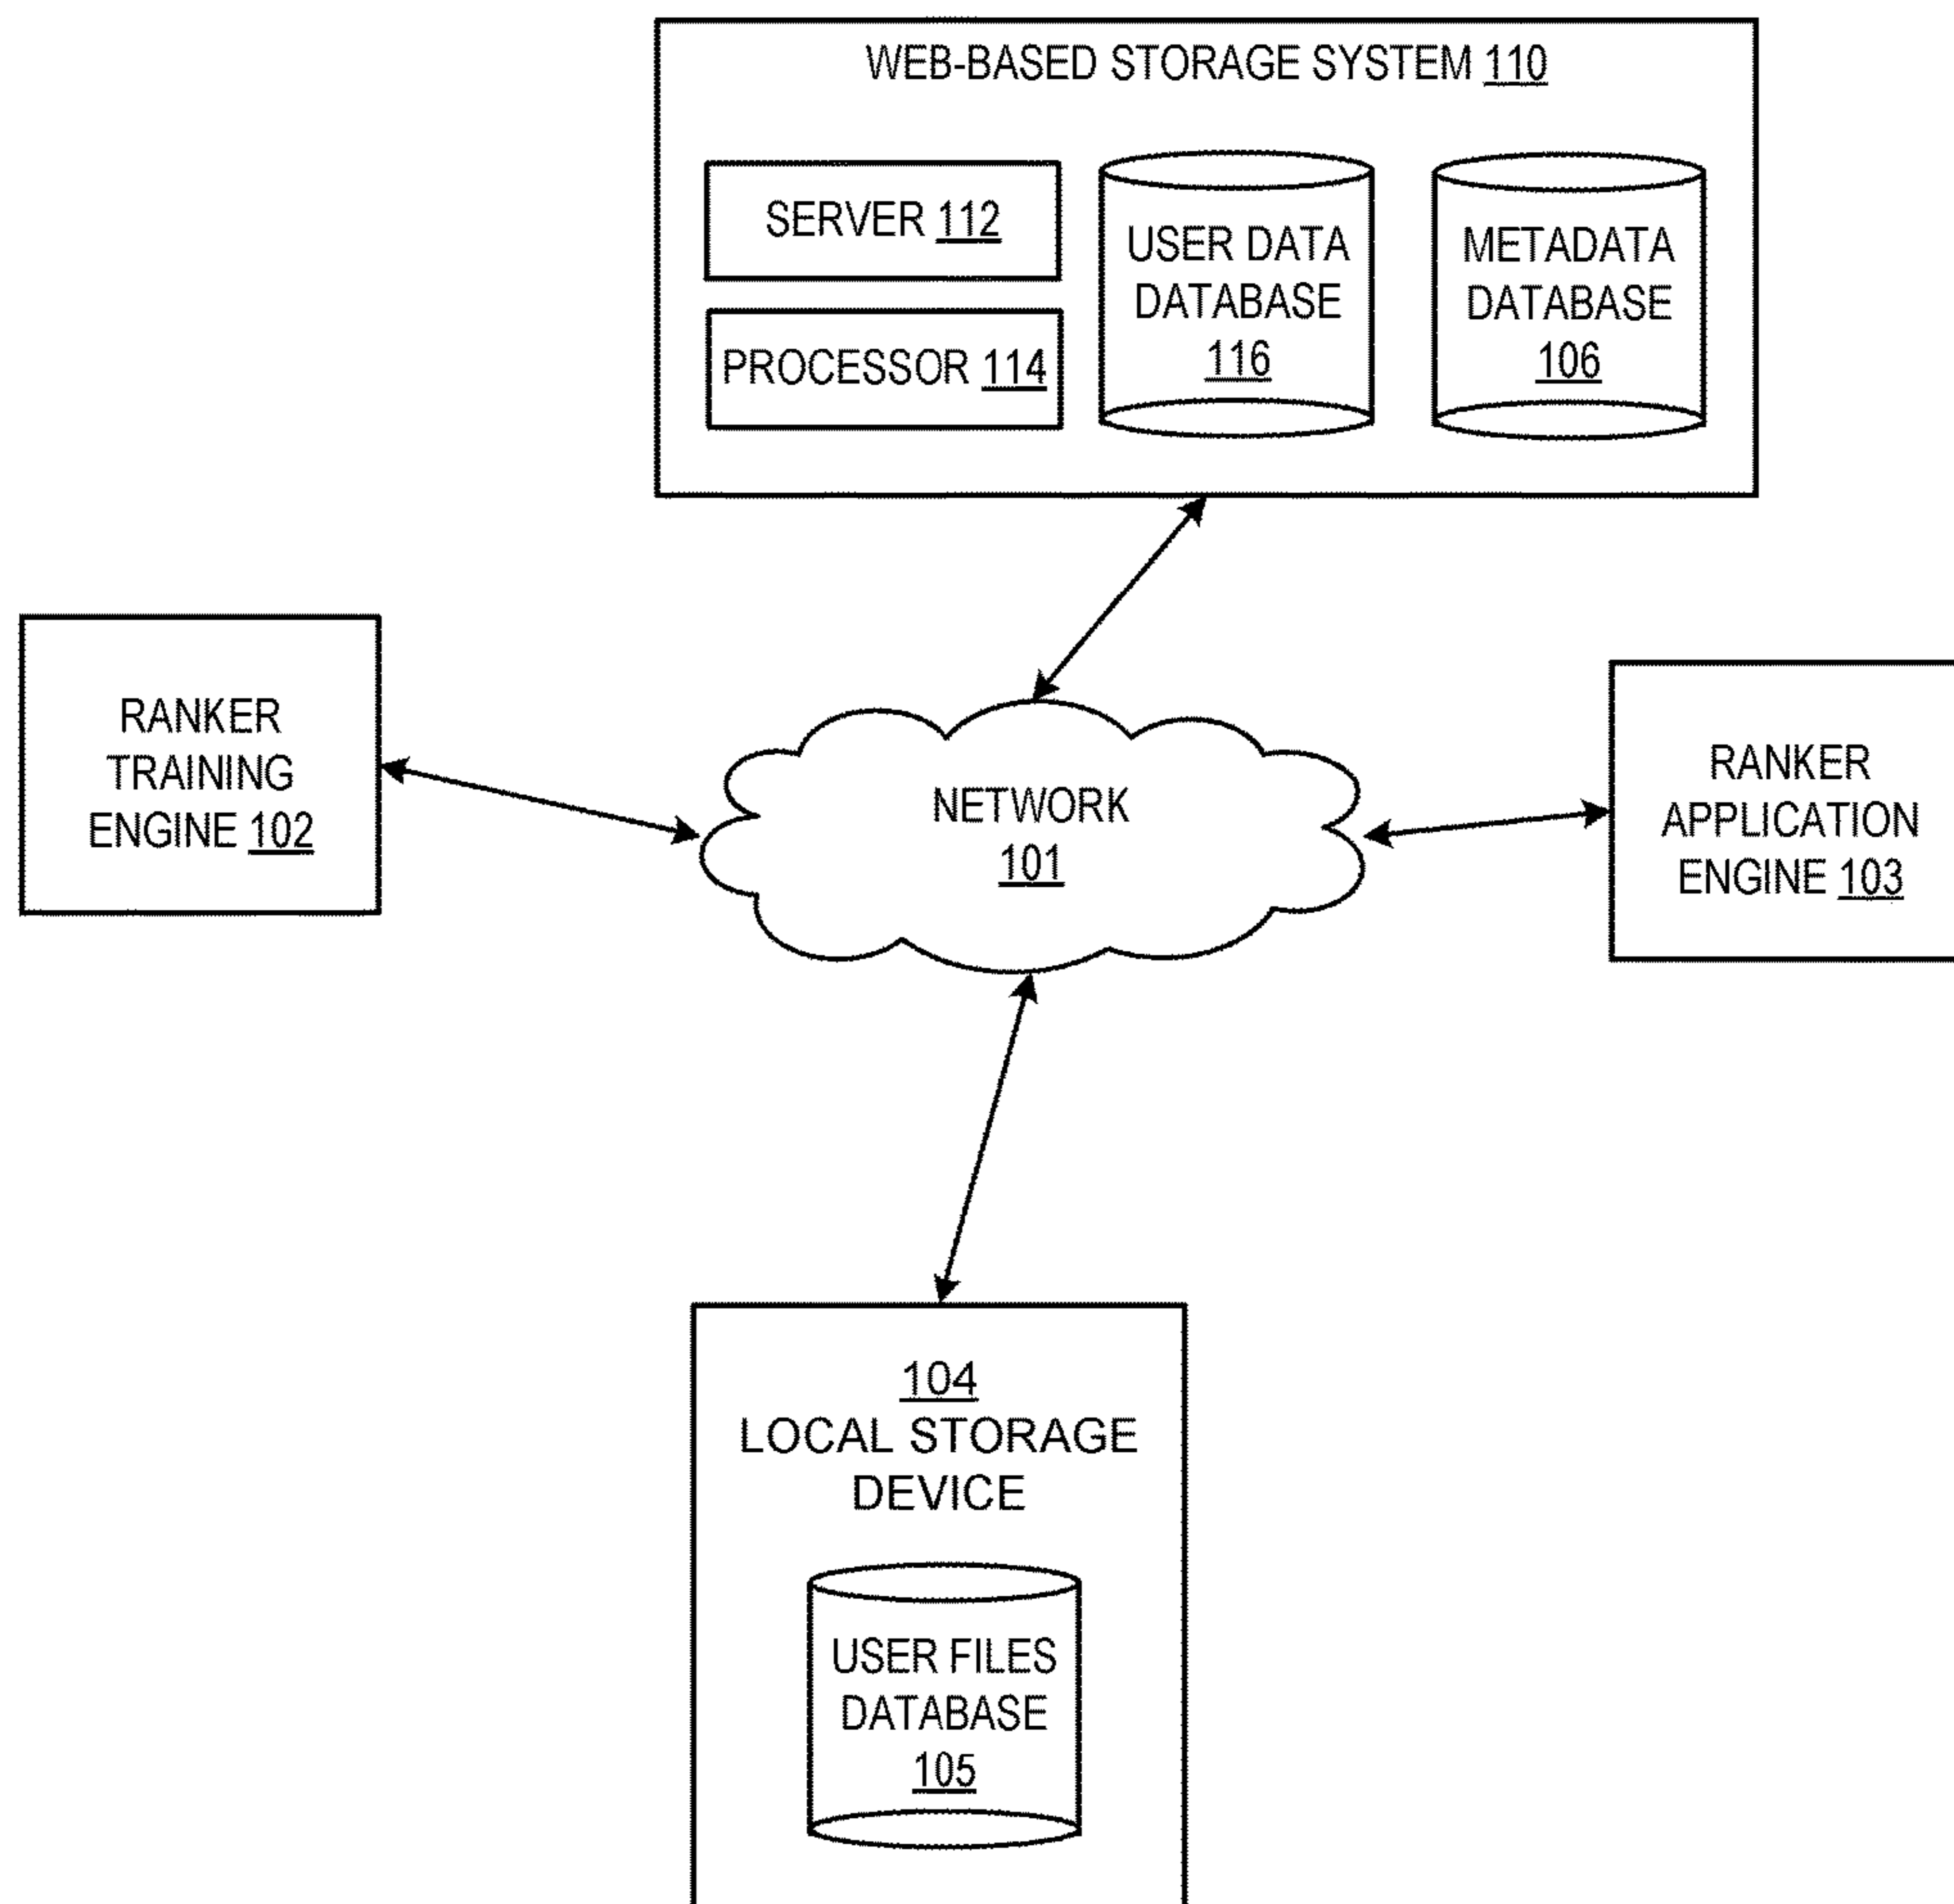 WEB-BASED STORAGE SYSTEM 110
SERVER 112
PROCESSOR 114
USER DATA
DATABASE
116
METADATA
DATABASE
106
RANKER
TRAINING
ENGINE 102
NETWORK
101
RANKER
APPLICATION
ENGINE 103
104
LOCAL STORAGE
DEVICE
USER FILES
DATABASE
105